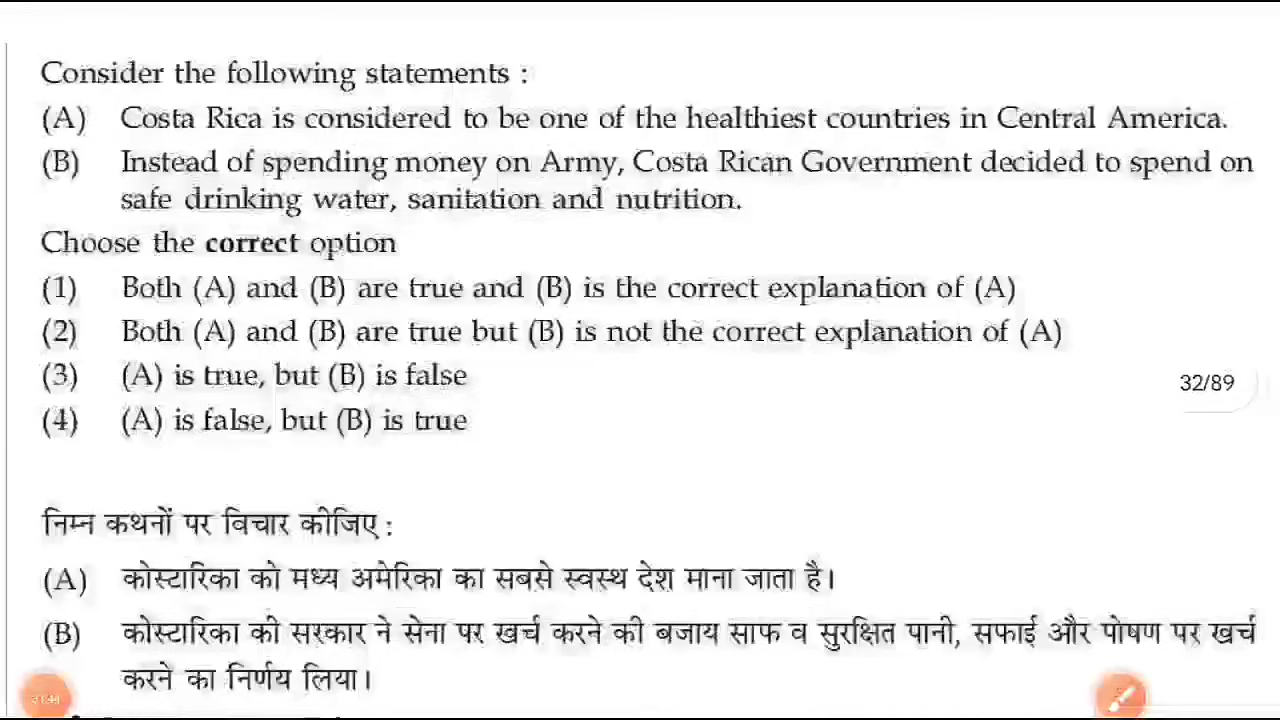 Consider the following statements :
(A) Costa Rica is considered to be one of the healthiest countries in Central America.
(B) Instead of spending money on Army, Costa Rican Government decided to spend on
safe drinking water, sanitation and nutrition.
Choose the correct option
(1) Both (A) and (B) are true and (B) is the correct explanation of (A)
(2) Both (A) and (B) are true but (B) is not the correct explanation of (A)
(3) (A) is true, but (B) is false
32/89
(4) (A) is false, but (B) is true
निम्न कथनों पर विचार कीजिए :
(A) कोस्टारिका को मध्य अमेरिका का सबसे स्वस्थ देश माना जाता है।
(B) कोस्टारिका की सरकार ने सेना पर खर्च करने की बजाय साफ व सुरक्षित पानी, सफाई और पोषण पर खर्च
करने का निर्णय लिया।